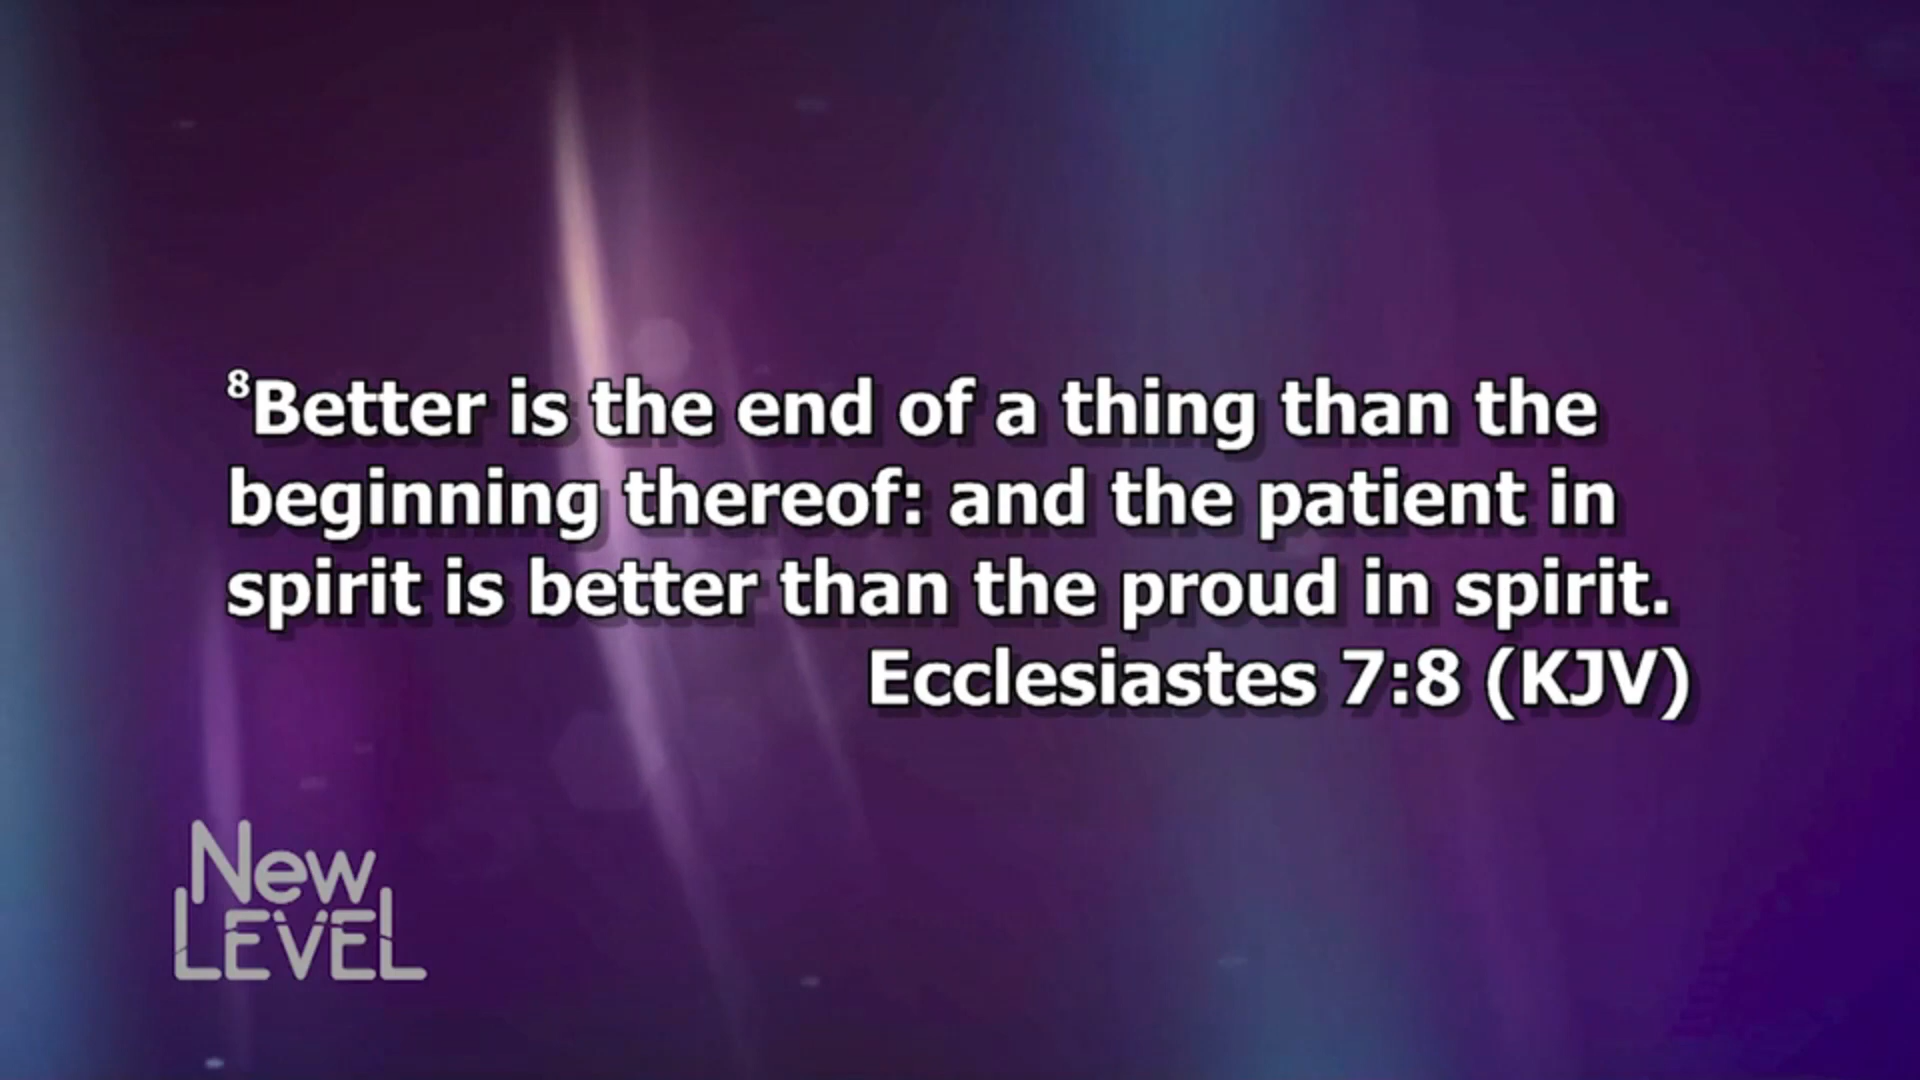 ⁸Better is the end of a thing than the
beginning thereof: and the patient in
spirit is better than the proud in spirit.
Ecclesiastes 7:8 (KJV)
New
LEVEL